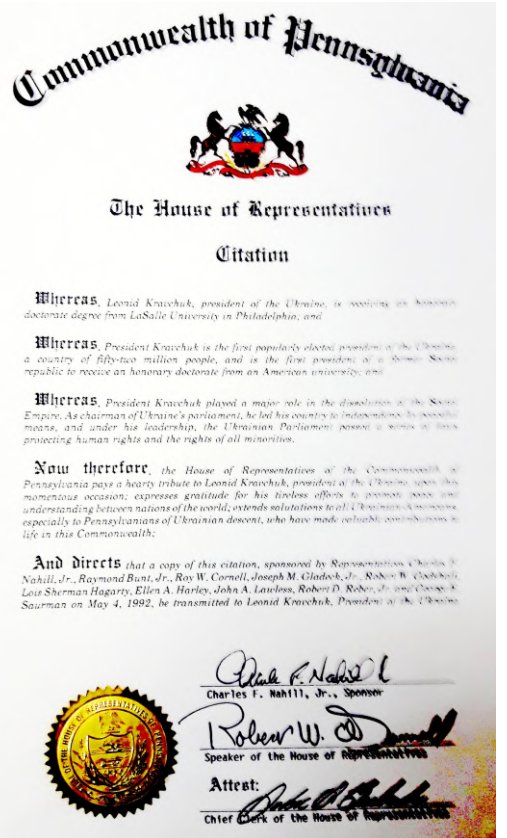 Commonwealth of Pennsylvania
The House of Representatives
Citation
Whereas, Leonid Kravchuk, president of the Ukraine, is receiving an honorary
doctorate degree from LaSalle University in Philadelphia; and
Whereas, President Kravchuk is the first popularly elected president of the Ukraine,
a country of fifty-two million people, and is the first president of a former Soviet
republic to receive an honorary doctorate from an American university; and
Whereas, President Kravchuk played a major role in the dissolution of the Soviet
Empire. As chairman of Ukraine's parliament, he led his country to independence by peaceful
means, and under his leadership, the Ukrainian Parliament passed a series of laws
protecting human rights and the rights of all minorities.
Now therefore, the House of Representatives of the Commonwealth of
Pennsylvania pays a hearty tribute to Leonid Kravchuk, president of the Ukraine upon this
momentous occasion; expresses gratitude for his tireless efforts to promote peace and
understanding between nations of the world; extends salutations to all Ukrainian-Americans
especially to Pennsylvanians of Ukrainian descent, who have made valuable contributions to
life in this Commonwealth;
And directs that a copy of this citation, sponsored by Representatives Charles F.
Nahill, Jr., Raymond Bunt, Jr., Roy W. Cornell, Joseph M. Gladeck, Jr., Robert W. Godshall,
Lois Sherman Hagarty, Ellen A. Harley, John A. Lawless, Robert D. Reber, Jr. and George E.
Saurman on May 4, 1992, be transmitted to Leonid Kravchuk, President of the Ukraine
Charles F. Nahill, Jr., Sponsor
Robert W.
Speaker of the House of Representatives
Attest:
Chief Clerk of the House of Representatives
OF THE HOUSE OF REPRESENTATIVES OF